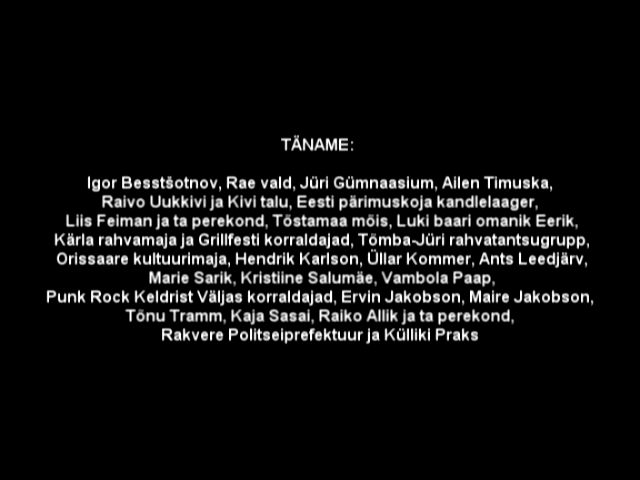 TÄNAME:
Igor Besstšotnov, Rae vald, Jüri Gümnaasium, Ailen Timuska,
Raivo Uukkivi ja Kivi talu, Eesti pärimuskoja kandlelaager,
Liis Feiman ja ta perekond, Tõstamaa mõis, Luki baari omanik Eerik,
Kärla rahvamaja ja Grillfesti korraldajad, Tõmba-Jüri rahvatantsugrupp,
Orissaare kultuurimaja, Hendrik Karlson, Üllar Kommer, Ants Leedjärv,
Marie Sarik, Kristiine Salumäe, Vambola Paap,
Punk Rock Keldrist Väljas korraldajad, Ervin Jakobson, Maire Jakobson,
Tõnu Tramm, Kaja Sasai, Raiko Allik ja ta perekond,
Rakvere Politseiprefektuur ja Külliki Praks